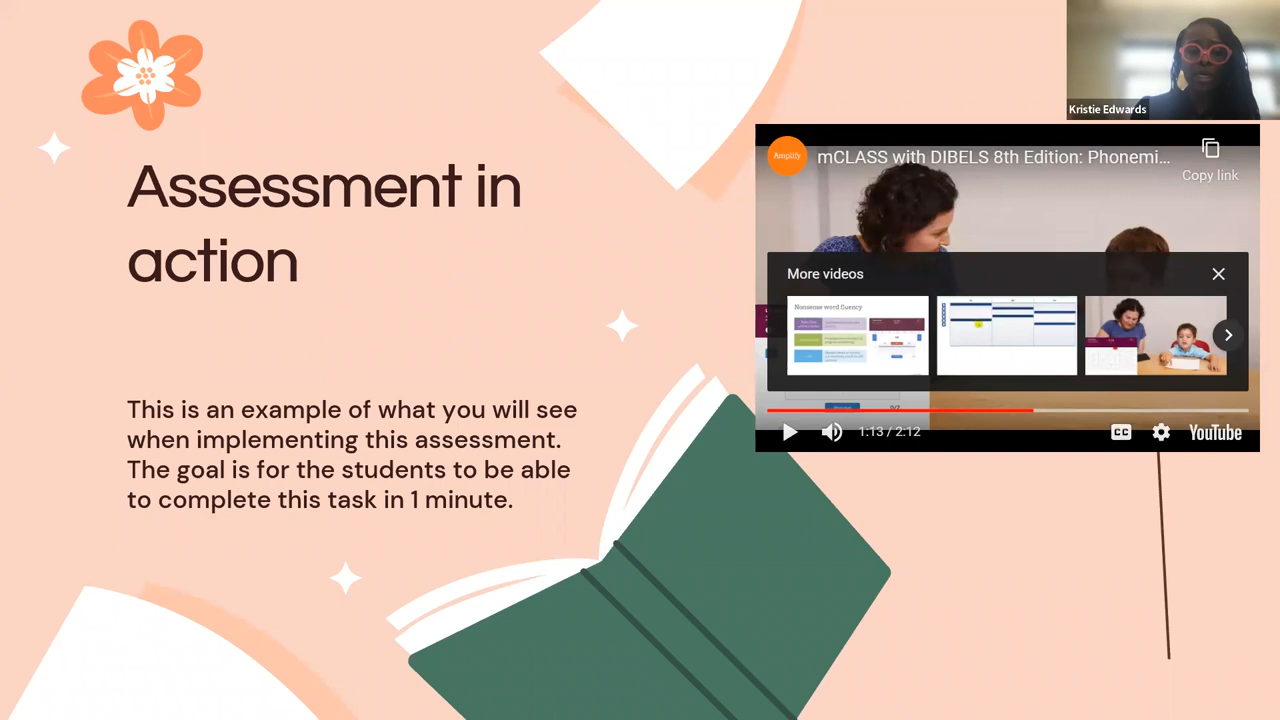 Kristie Edwards
Assessment in
action
This is an example of what you will see
when implementing this assessment.
The goal is for the students to be able
to complete this task in 1 minute.
Amplify
mCLASS with DIBELS 8th Edition: Phonemi...
Copy link
More videos
Nonsense word fluency
1:13 / 2:12
CC
YouTube